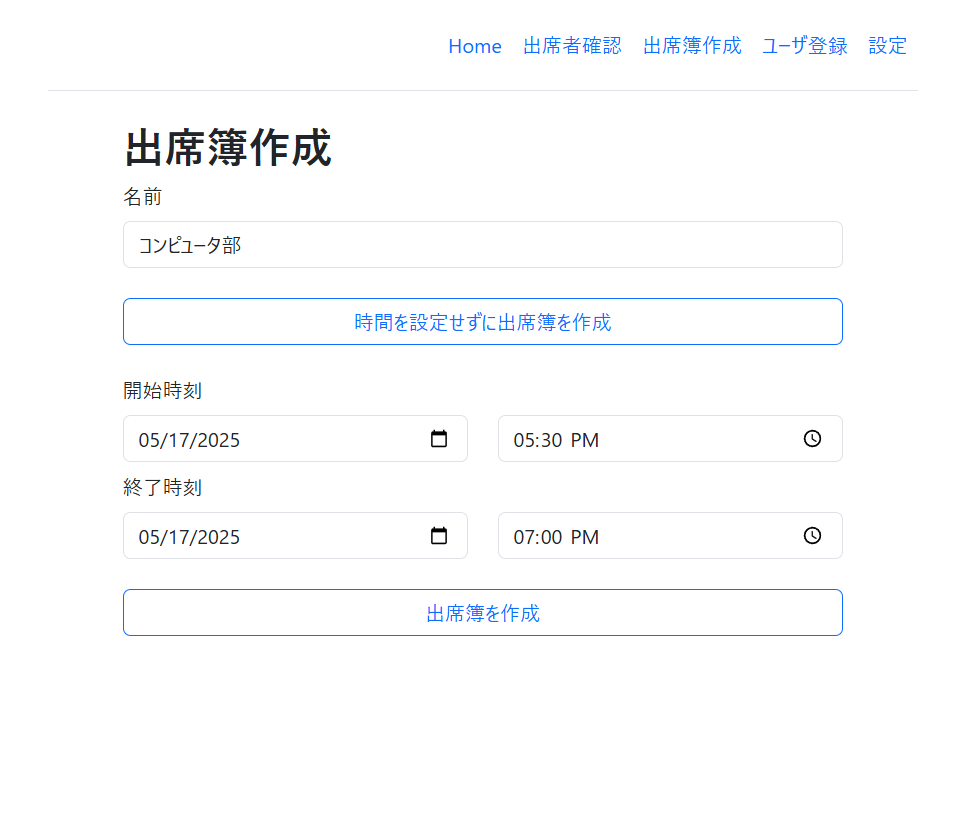 Home 出席者確認 出席簿作成 ユーザ登録 設定
出席簿作成
名前
コンピュータ部
時間を設定せずに出席簿を作成
開始時刻
05/17/2025 05:30 PM
終了時刻
05/17/2025 07:00 PM
出席簿を作成